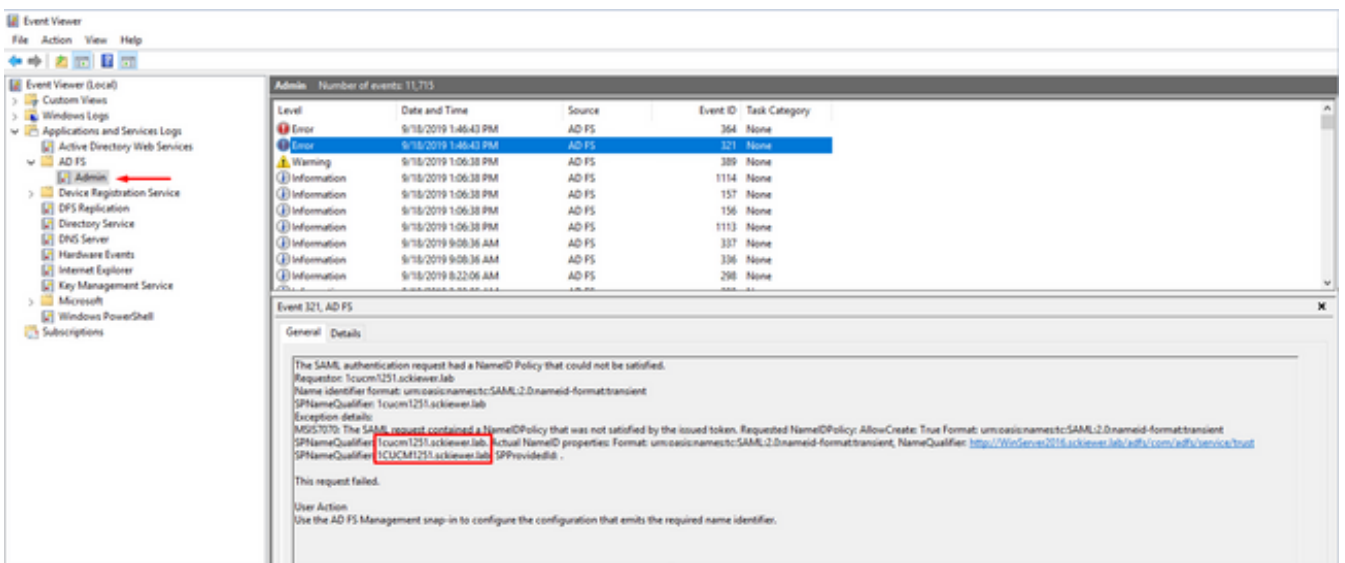 Event Viewer
File Action View Help
Event Viewer (Local)
Custom Views
Windows Logs
Applications and Services Logs
Active Directory Web Services
AD FS
Admin
Device Registration Service
DFS Replication
Directory Service
DNS Server
Hardware Events
Internet Explorer
Key Management Service
Microsoft
Windows PowerShell
Subscriptions
Admin Number of events: 11,715
Level Date and Time Source Event ID Task Category
Error 9/18/2019 1:46:43 PM AD FS 364 None
Error 9/18/2019 1:46:43 PM AD FS 321 None
Warning 9/18/2019 1:06:38 PM AD FS 389 None
Information 9/18/2019 1:06:38 PM AD FS 1114 None
Information 9/18/2019 1:06:38 PM AD FS 157 None
Information 9/18/2019 1:06:38 PM AD FS 156 None
Information 9/18/2019 1:06:38 PM AD FS 1113 None
Information 9/18/2019 9:08:36 AM AD FS 337 None
Information 9/18/2019 9:08:36 AM AD FS 336 None
Information 9/18/2019 8:22:06 AM AD FS 298 None
Event 321, AD FS
General Details
The SAML authentication request had a NameID Policy that could not be satisfied.
Requestor: 1cucm1251.sckiewer.lab
Name identifier format: urn:oasis:names:tc:SAML:2.0:nameid-format:transient
SPNameQualifier: 1cucm1251.sckiewer.lab
Exception details:
MSIS7070: The SAML request contained a NameIDPolicy that was not satisfied by the issued token. Requested NameIDPolicy: AllowCreate: True Format: urn:oasis:names:tc:SAML:2.0:nameid-format:transient
SPNameQualifier: 1cucm1251.sckiewer.lab. Actual NameID properties: Format: urn:oasis:names:tc:SAML:2.0:nameid-format:transient, NameQualifier: http://WinServer2016.sckiewer.lab/adfs/com/adfs/service/trust
SPNameQualifier: 1CUCM1251.sckiewer.lab, SPProvidedId: .
This request failed.
User Action
Use the AD FS Management snap-in to configure the configuration that emits the required name identifier.